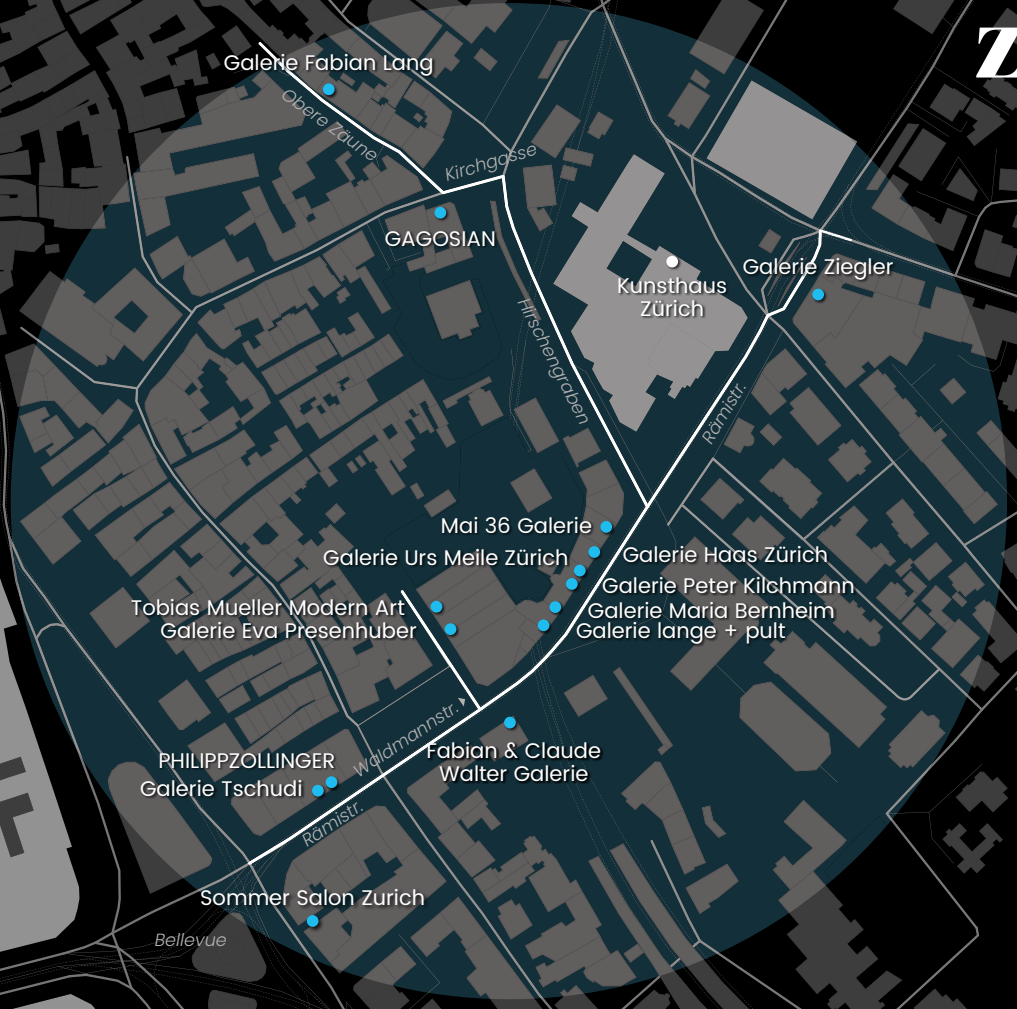 Z
Galerie Fabian Lang
Obere Zäune
Kirchgasse
GAGOSIAN
Galerie Ziegler
Kunsthaus
Zürich
Hirschengraben
Rämistr.
Mai 36 Galerie
Galerie Urs Meile Zürich
Galerie Haas Zürich
Galerie Peter Kilchmann
Tobias Mueller Modern Art
Galerie Maria Bernheim
Galerie Eva Presenhuber
Galerie lange + pult
Waldmannstr.
Fabian & Claude
Walter Galerie
PHILIPPZOLLINGER
Galerie Tschudi
Rämistr.
Sommer Salon Zurich
Bellevue